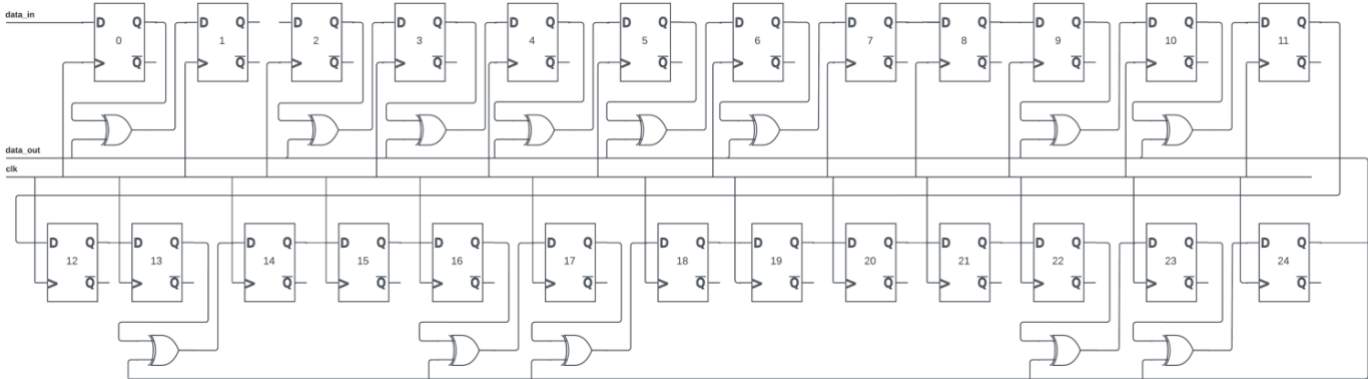 data_in
D Q D Q D Q D Q D Q D Q D Q D Q D Q D Q D Q D Q
0 1 2 3 4 5 6 7 8 9 10 11
> Q̅ > Q̅ > Q̅ > Q̅ > Q̅ > Q̅ > Q̅ > Q̅ > Q̅ > Q̅ > Q̅ > Q̅
data_out
clk
D Q D Q D Q D Q D Q D Q D Q D Q D Q D Q D Q D Q D Q
12 13 14 15 16 17 18 19 20 21 22 23 24
> Q̅ > Q̅ > Q̅ > Q̅ > Q̅ > Q̅ > Q̅ > Q̅ > Q̅ > Q̅ > Q̅ > Q̅ > Q̅